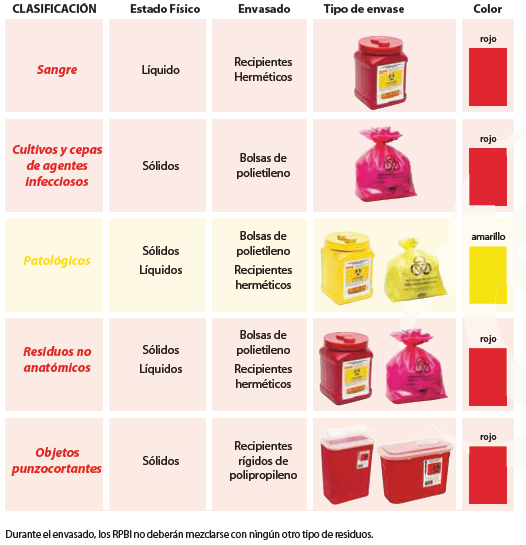 CLASIFICACIÓN Estado Físico Envasado Tipo de envase Color
Sangre
Líquido
Recipientes
Herméticos
rojo
Cultivos y cepas
de agentes
infecciosos
Sólidos
Bolsas de
polietileno
rojo
Patológicos
Sólidos
Líquidos
Bolsas de
polietileno
Recipientes
herméticos
amarillo
Residuos no
anatómicos
Sólidos
Líquidos
Bolsas de
polietileno
Recipientes
herméticos
rojo
Objetos
punzocortantes
Sólidos
Recipientes
rígidos de
polipropileno
rojo
Durante el envasado, los RPBI no deberán mezclarse con ningún otro tipo de residuos.